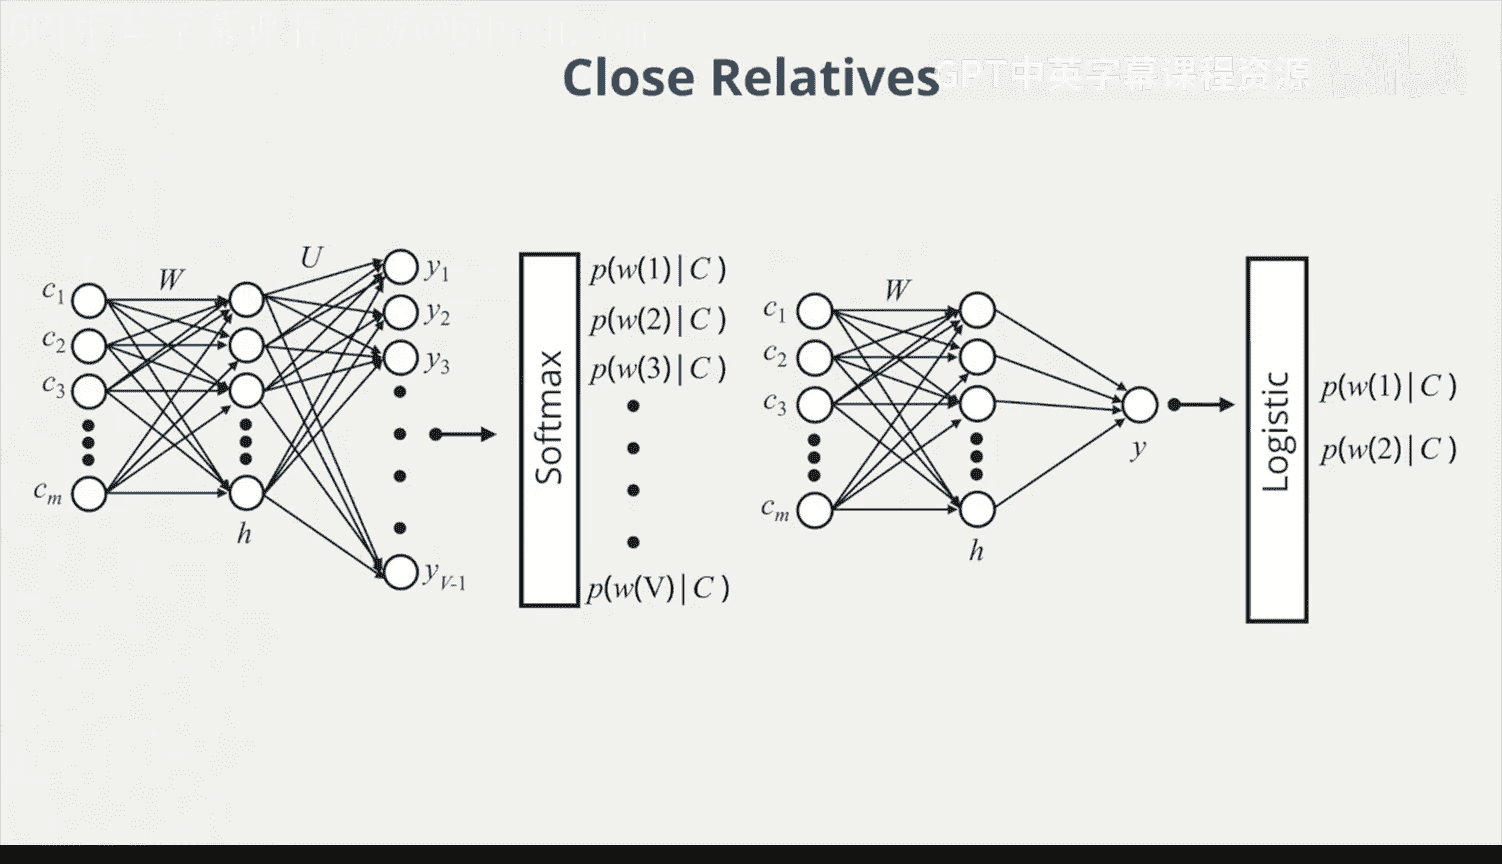 Close Relatives
GPT中英字幕课程资源
W
U
c1
c2
c3
cm
h
y1
y2
y3
yV-1
Softmax
p(w(1)|C)
p(w(2)|C)
p(w(3)|C)
p(w(V)|C)
W
c1
c2
c3
cm
h
y
Logistic
p(w(1)|C)
p(w(2)|C)